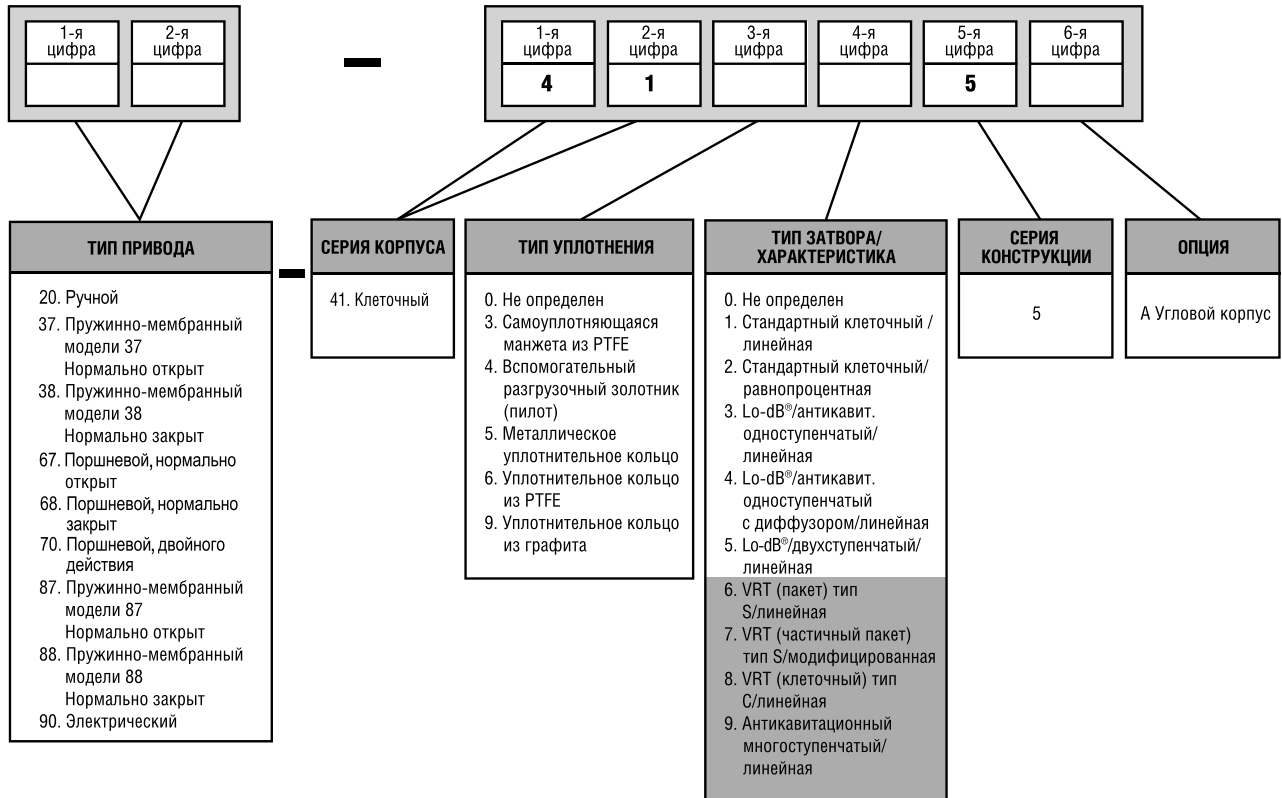 1-я
цифра
2-я
цифра
1-я
цифра
2-я
цифра
3-я
цифра
4-я
цифра
5-я
цифра
6-я
цифра
4
1
5
ТИП ПРИВОДА
20. Ручной
37. Пружинно-мембранный
модели 37
Нормально открыт
38. Пружинно-мембранный
модели 38
Нормально закрыт
67. Поршневой, нормально
открыт
68. Поршневой, нормально
закрыт
70. Поршневой, двойного
действия
87. Пружинно-мембранный
модели 87
Нормально открыт
88. Пружинно-мембранный
модели 88
Нормально закрыт
90. Электрический
СЕРИЯ КОРПУСА
41. Клеточный
ТИП УПЛОТНЕНИЯ
0. Не определен
3. Самоуплотняющаяся
манжета из PTFE
4. Вспомогательный
разгрузочный золотник
(пилот)
5. Металлическое
уплотнительное кольцо
6. Уплотнительное кольцо
из PTFE
9. Уплотнительное кольцо
из графита
ТИП ЗАТВОРА/
ХАРАКТЕРИСТИКА
0. Не определен
1. Стандартный клеточный /
линейная
2. Стандартный клеточный/
равнопроцентная
3. Lo-dB®/антикавит.
одноступенчатый/
линейная
4. Lo-dB®/антикавит.
одноступенчатый
с диффузором/линейная
5. Lo-dB®/двухступенчатый/
линейная
6. VRT (пакет) тип
S/линейная
7. VRT (частичный пакет)
тип S/модифицированная
8. VRT (клеточный) тип
C/линейная
9. Антикавитационный
многоступенчатый/
линейная
СЕРИЯ
КОНСТРУКЦИИ
5
ОПЦИЯ
А Угловой корпус